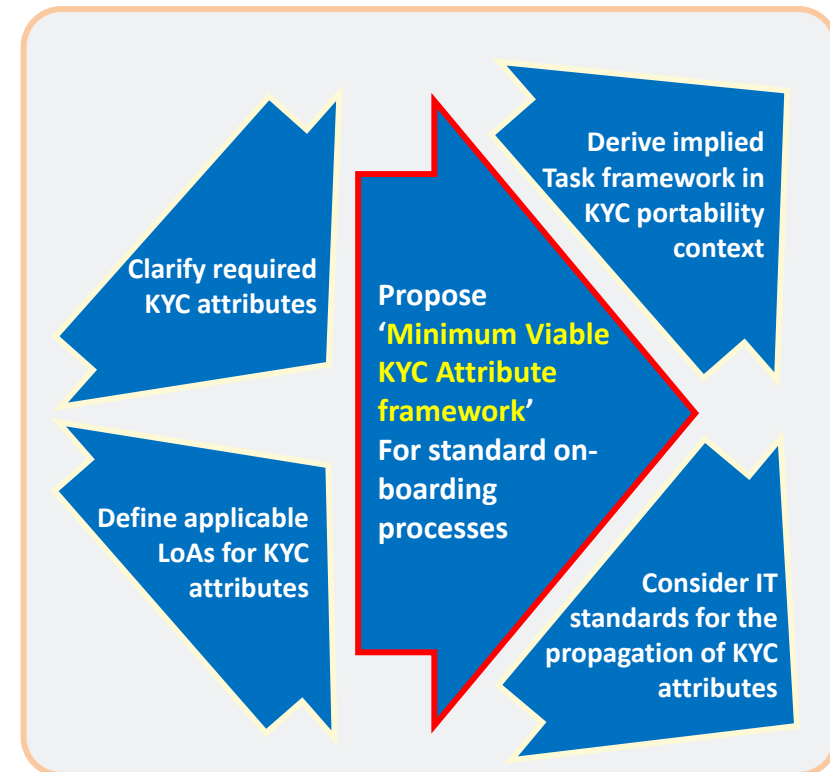 Clarify required
KYC attributes
Define applicable
LoAs for KYC
attributes
Propose
‘Minimum Viable
KYC Attribute
framework’
For standard on-
boarding
processes
Derive implied
Task framework in
KYC portability
context
Consider IT
standards for the
propagation of KYC
attributes